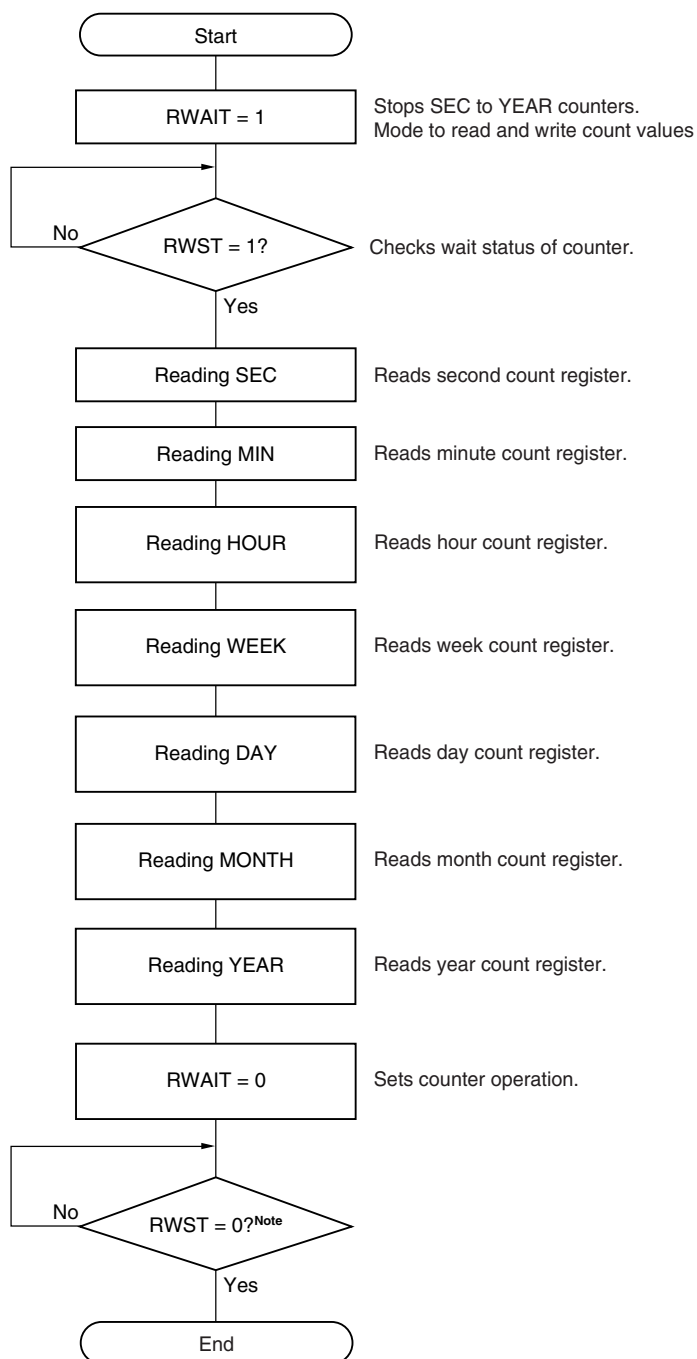 Start
RWAIT = 1
Stops SEC to YEAR counters.
Mode to read and write count values
No
RWST = 1?
Checks wait status of counter.
Yes
Reading SEC
Reads second count register.
Reading MIN
Reads minute count register.
Reading HOUR
Reads hour count register.
Reading WEEK
Reads week count register.
Reading DAY
Reads day count register.
Reading MONTH
Reads month count register.
Reading YEAR
Reads year count register.
RWAIT = 0
Sets counter operation.
No
RWST = 0?Note
Yes
End